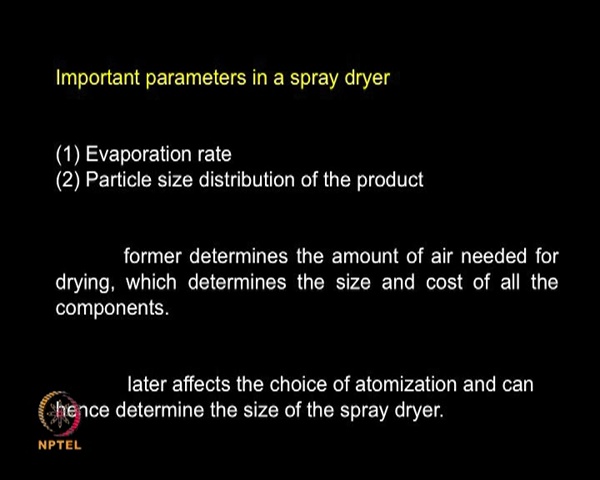 Important parameters in a spray dryer
(1) Evaporation rate
(2) Particle size distribution of the product
former determines the amount of air needed for
drying, which determines the size and cost of all the
components.
later affects the choice of atomization and can
hence determine the size of the spray dryer.
NPTEL